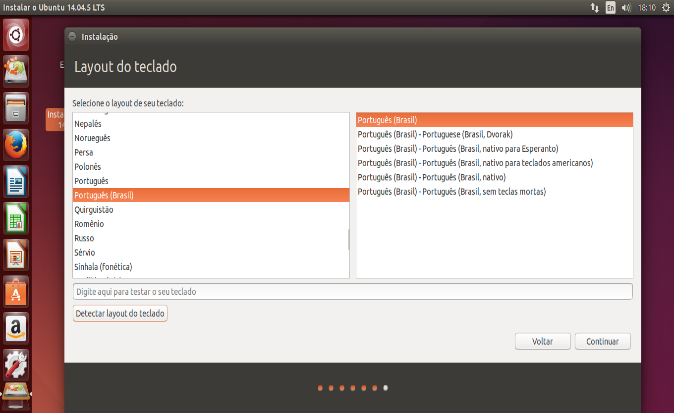 Instalar o Ubuntu 14.04.5 LTS
En
18:10
Instalação
Layout do teclado
Selecione o layout de seu teclado:
Nepalês
Norueguês
Persa
Polonês
Português
Português (Brasil)
Quirguistão
Romênio
Russo
Sérvio
Sinhala (fonética)
Português (Brasil)
Português (Brasil) - Portuguese (Brasil, Dvorak)
Português (Brasil) - Português (Brasil, nativo para Esperanto)
Português (Brasil) - Português (Brasil, nativo para teclados americanos)
Português (Brasil) - Português (Brasil, nativo)
Português (Brasil) - Português (Brasil, sem teclas mortas)
Digite aqui para testar o seu teclado
Detectar layout do teclado
Voltar
Continuar